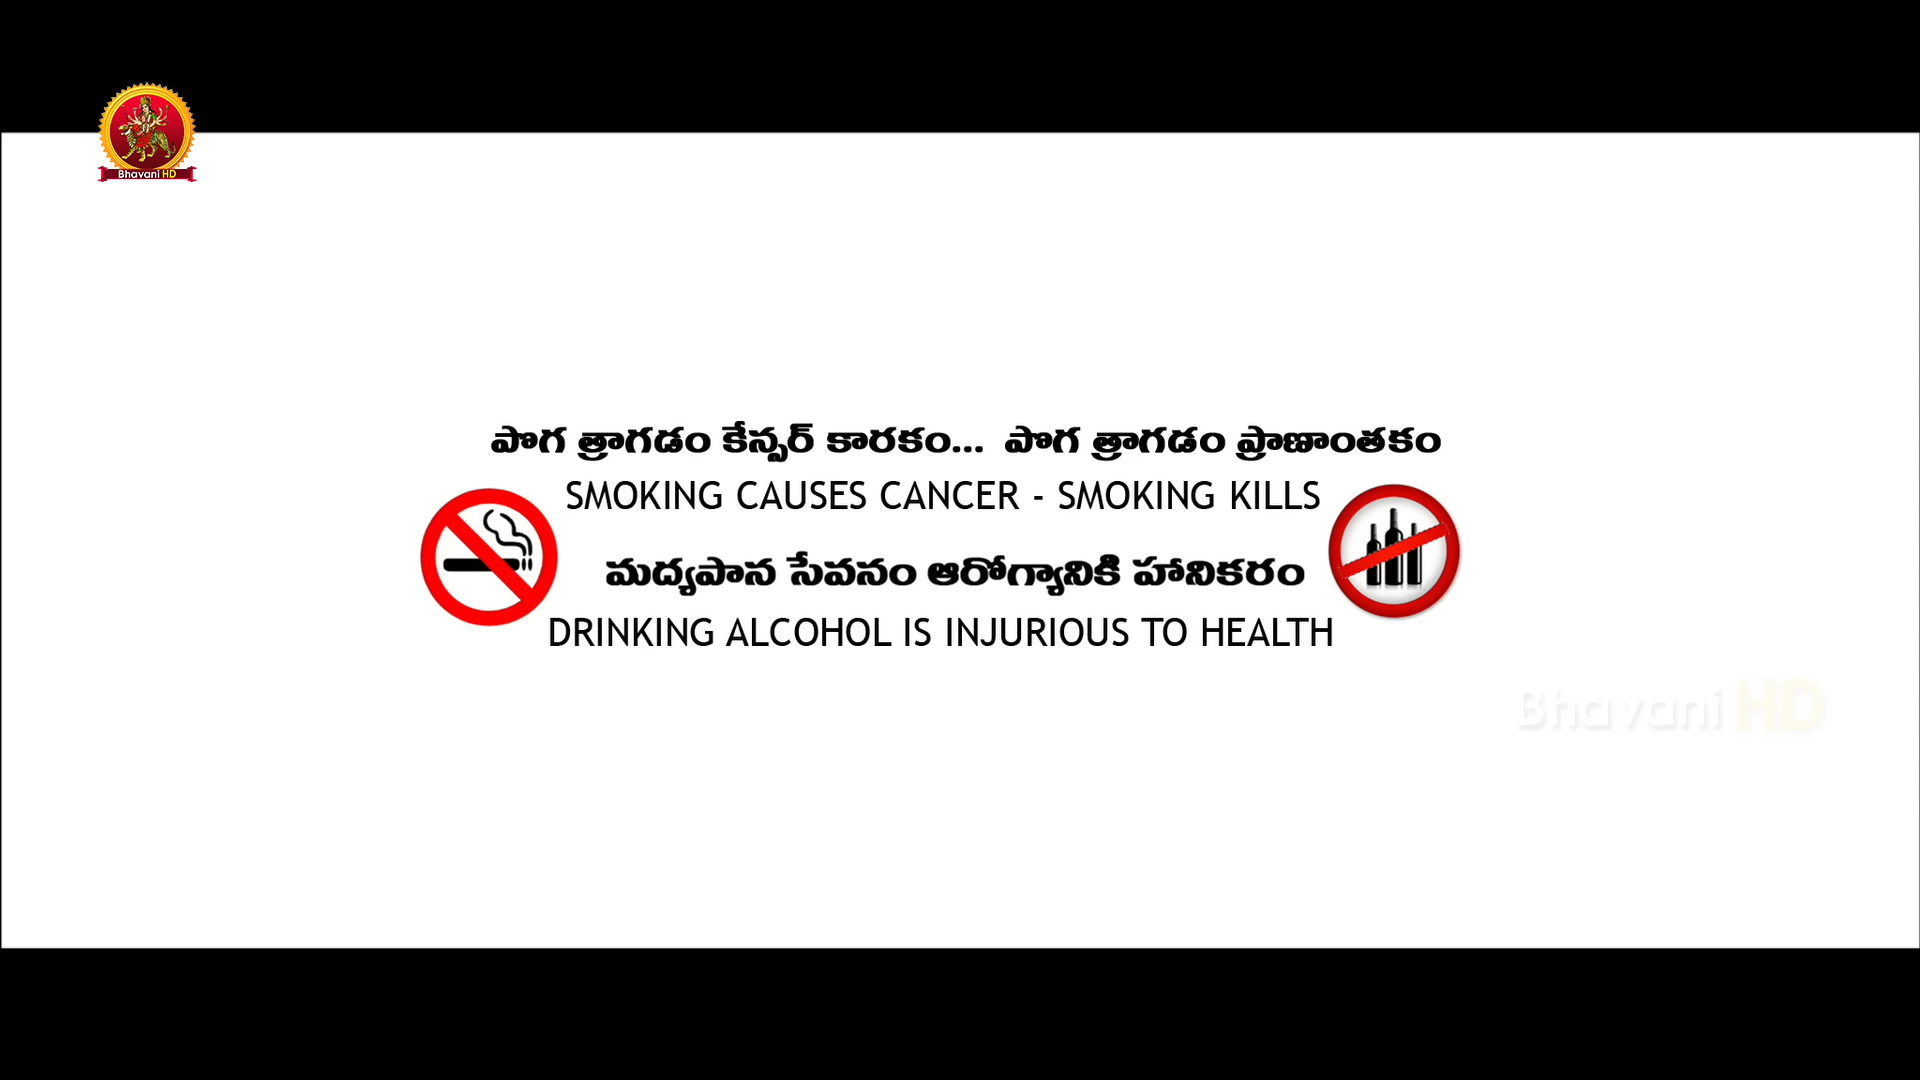 Bhavani HD
పొగ త్రాగడం కేన్సర్ కారకం... పొగ త్రాగడం ప్రాణాంతకం
SMOKING CAUSES CANCER - SMOKING KILLS
మద్యపాన సేవనం ఆరోగ్యానికి హానికరం
DRINKING ALCOHOL IS INJURIOUS TO HEALTH
Bhavani HD